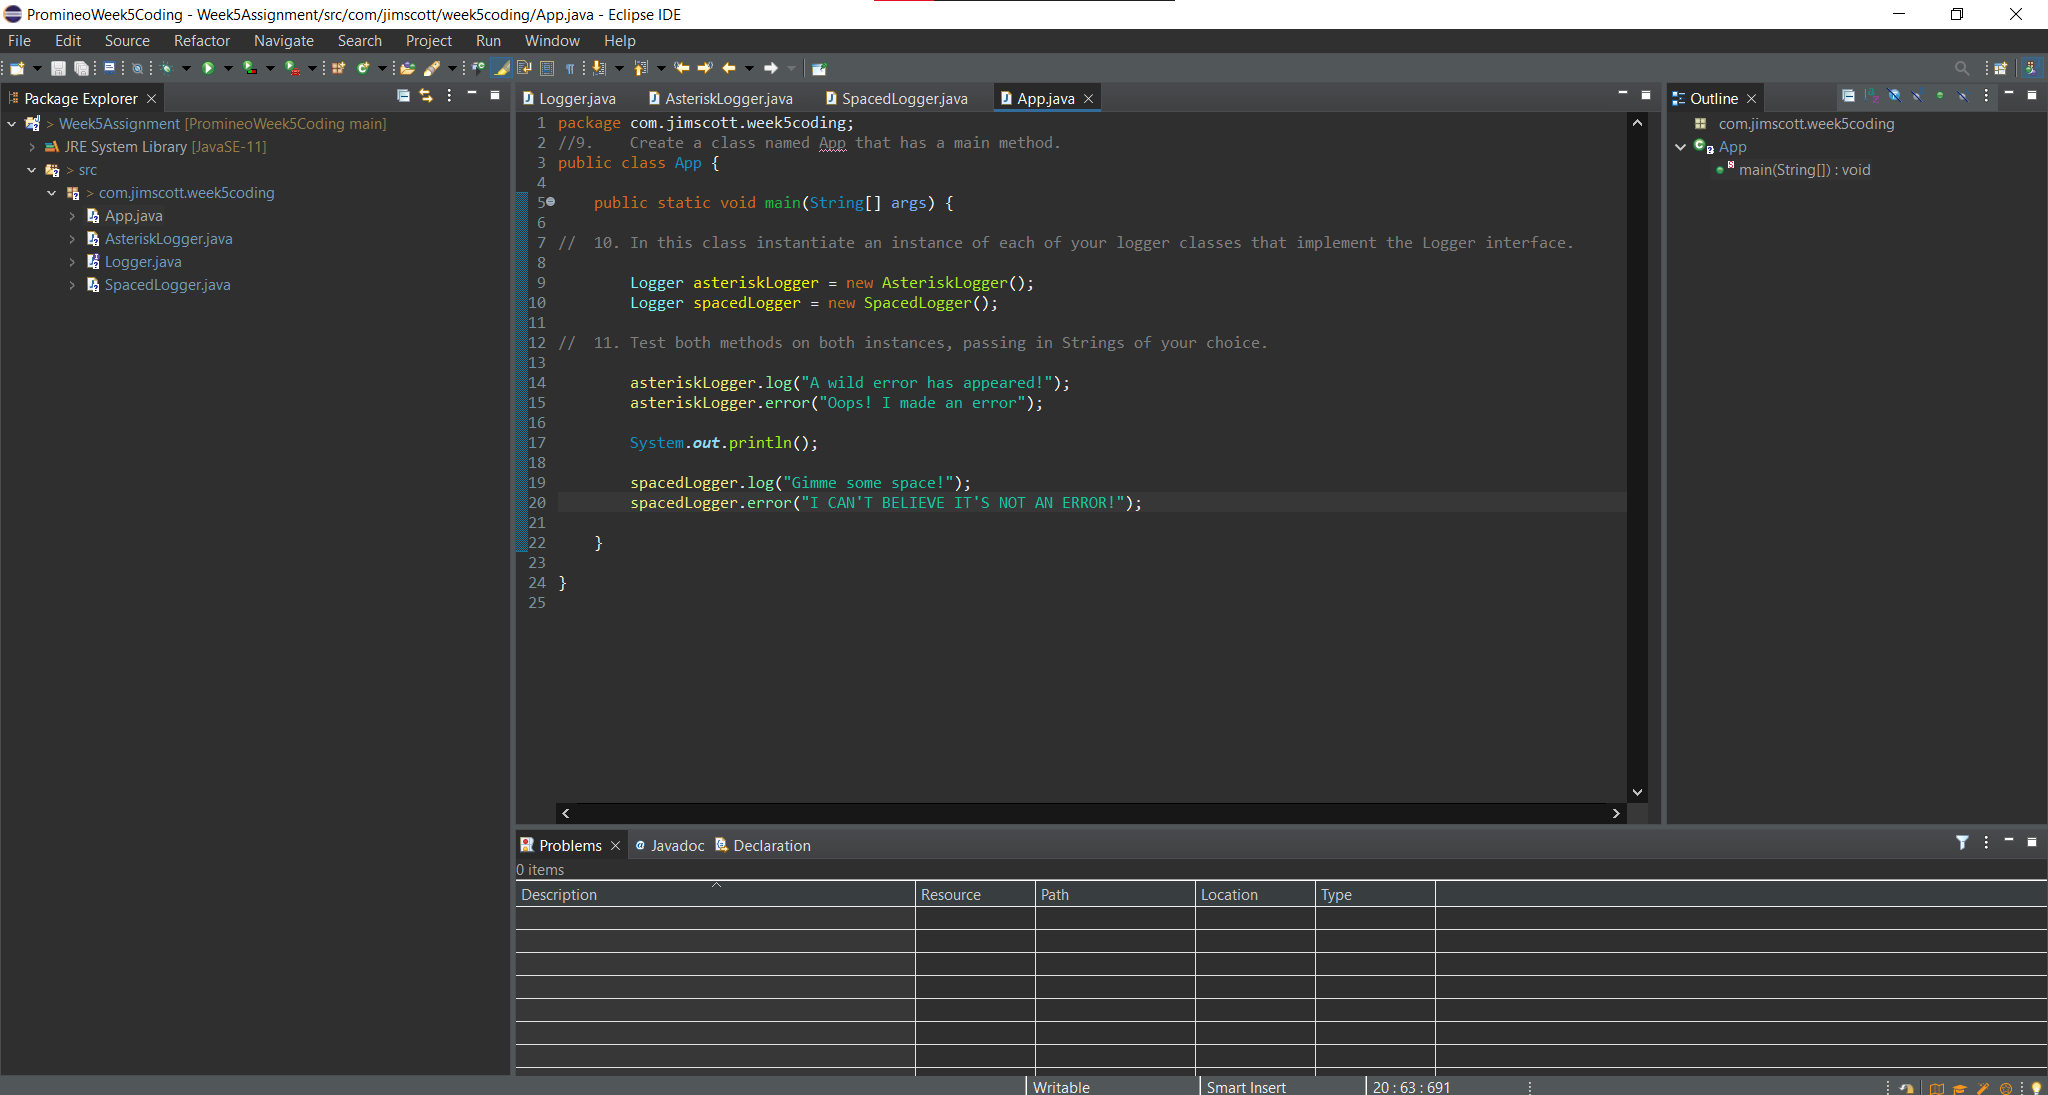 PromineoWeek5Coding - Week5Assignment/src/com/jimscott/week5coding/App.java - Eclipse IDE
File Edit Source Refactor Navigate Search Project Run Window Help
Package Explorer
> Week5Assignment [PromineoWeek5Coding main]
JRE System Library [JavaSE-11]
> src
> com.jimscott.week5coding
App.java
AsteriskLogger.java
Logger.java
SpacedLogger.java
Logger.java AsteriskLogger.java SpacedLogger.java App.java
1 package com.jimscott.week5coding;
2 //9.    Create a class named App that has a main method.
3 public class App {
4
5     public static void main(String[] args) {
6
7 //  10. In this class instantiate an instance of each of your logger classes that implement the Logger interface.
8
9         Logger asteriskLogger = new AsteriskLogger();
10         Logger spacedLogger = new SpacedLogger();
11
12 //  11. Test both methods on both instances, passing in Strings of your choice.
13
14         asteriskLogger.log("A wild error has appeared!");
15         asteriskLogger.error("Oops! I made an error");
16
17         System.out.println();
18
19         spacedLogger.log("Gimme some space!");
20         spacedLogger.error("I CAN'T BELIEVE IT'S NOT AN ERROR!");
21
22     }
23
24 }
25
Outline
com.jimscott.week5coding
App
main(String[]) : void
Problems Javadoc Declaration
0 items
Description Resource Path Location Type
Writable Smart Insert 20 : 63 : 691